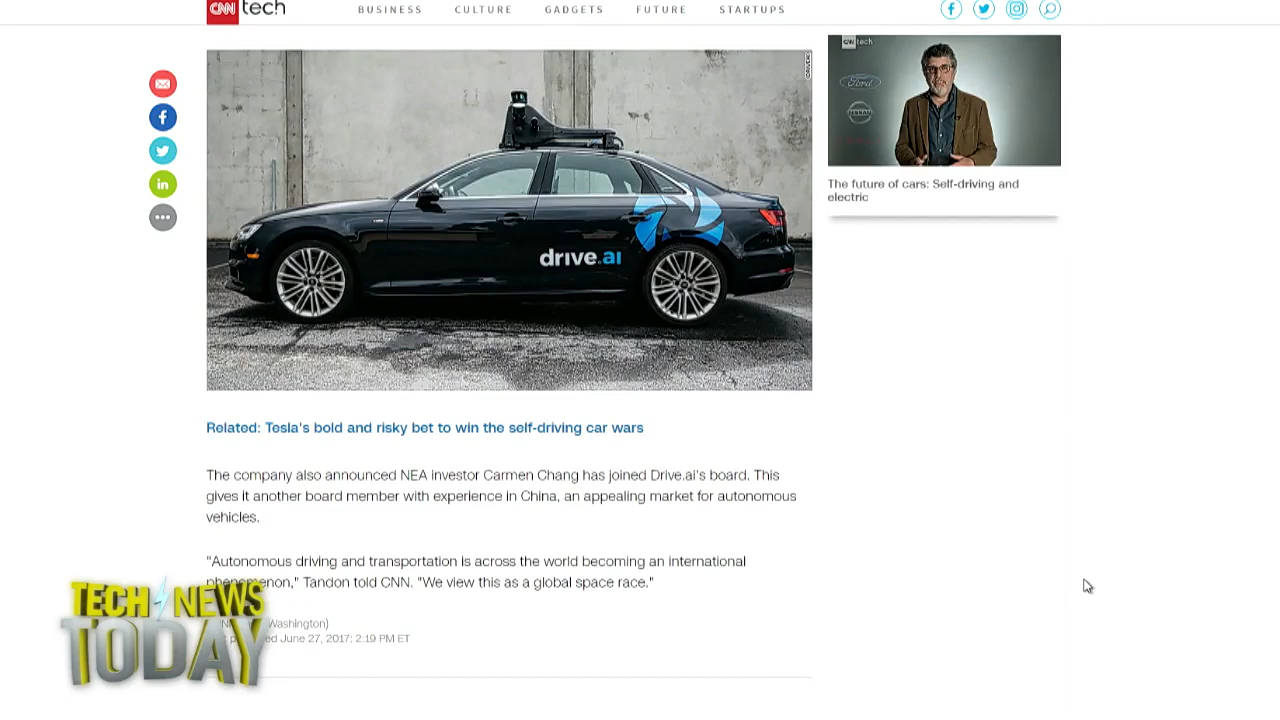 CNN tech
BUSINESS CULTURE GADGETS FUTURE STARTUPS
drive.ai
CNN tech
Ford
NISSAN
The future of cars: Self-driving and
electric
Related: Tesla's bold and risky bet to win the self-driving car wars
The company also announced NEA investor Carmen Chang has joined Drive.ai's board. This
gives it another board member with experience in China, an appealing market for autonomous
vehicles.
"Autonomous driving and transportation is across the world becoming an international
phenomenon," Tandon told CNN. "We view this as a global space race."
Washington)
June 27, 2017: 2:19 PM ET
TECH NEWS
TODAY